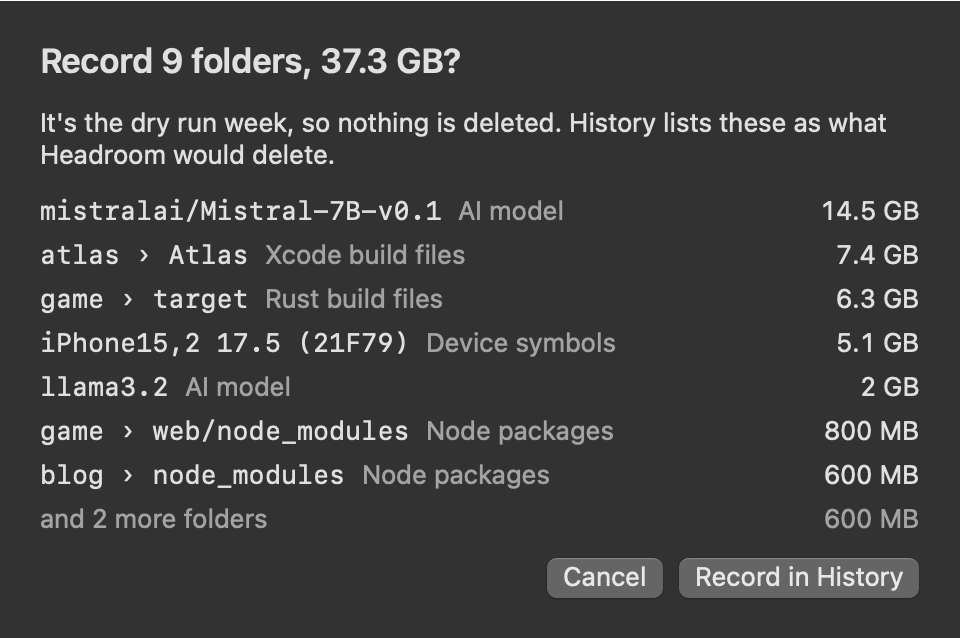 Record 9 folders, 37.3 GB?
It's the dry run week, so nothing is deleted. History lists these as what
Headroom would delete.
mistralai/Mistral-7B-v0.1 AI model 14.5 GB
atlas › Atlas Xcode build files 7.4 GB
game › target Rust build files 6.3 GB
iPhone15,2 17.5 (21F79) Device symbols 5.1 GB
llama3.2 AI model 2 GB
game › web/node_modules Node packages 800 MB
blog › node_modules Node packages 600 MB
and 2 more folders 600 MB
Cancel Record in History